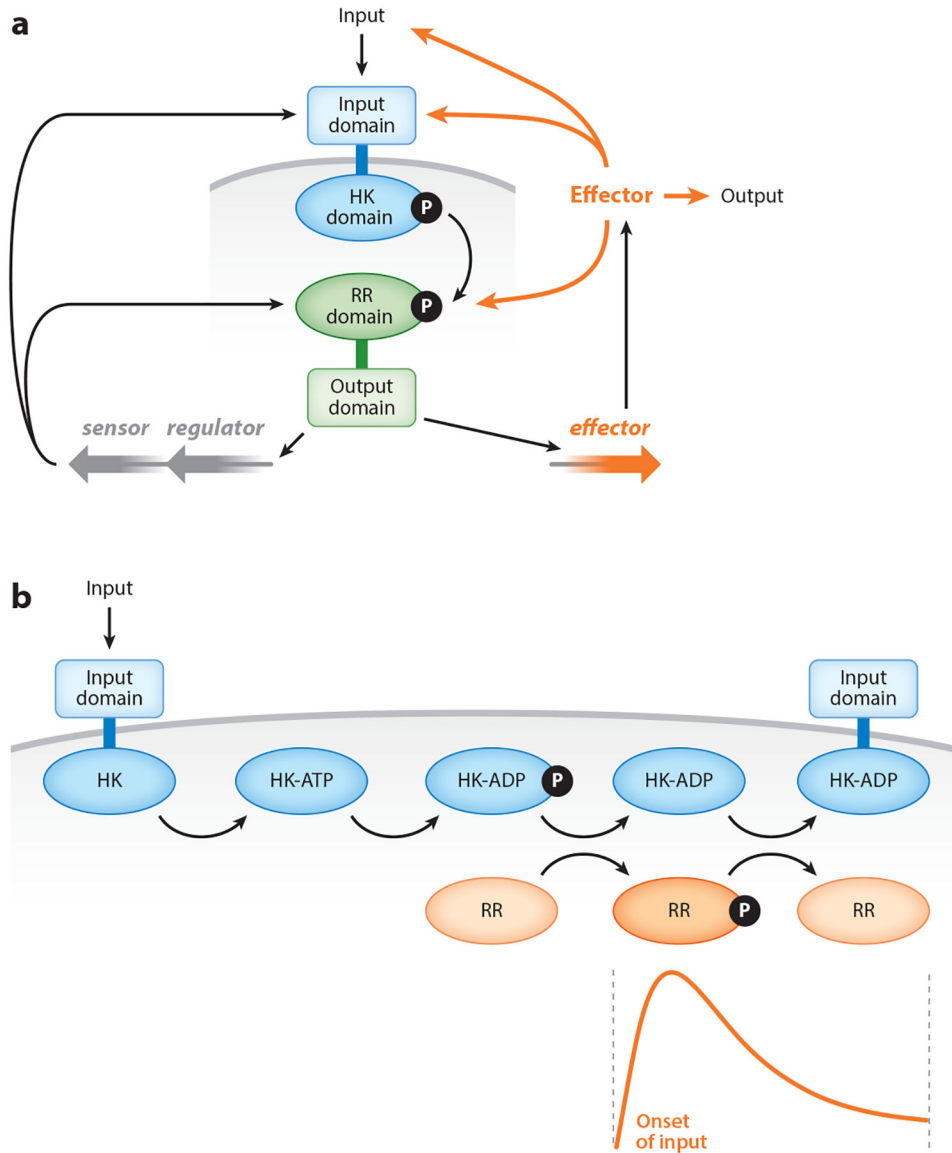 a
Input
Input
domain
HK
domain
P
Effector
Output
RR
domain
P
Output
domain
sensor regulator
effector
b
Input
Input
domain
Input
domain
HK
HK-ATP
HK-ADP
P
HK-ADP
HK-ADP
RR
RR
P
RR
Onset
of input